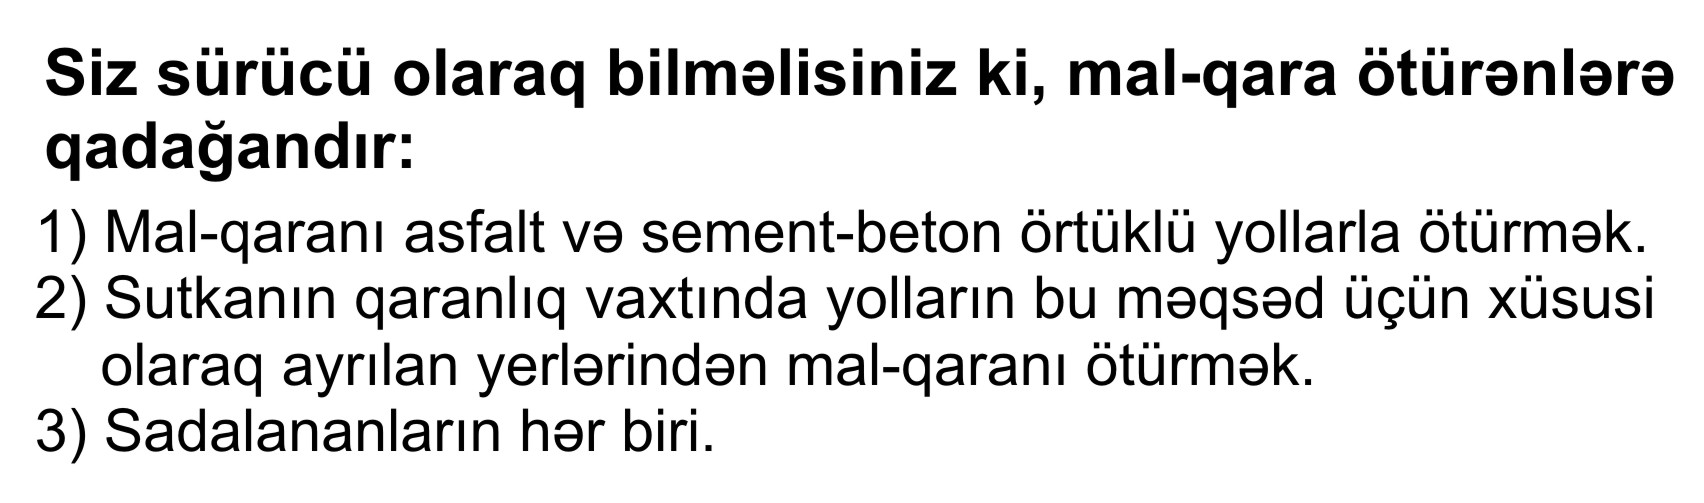 Siz sürücü olaraq bilməlisiniz ki, mal-qara ötürənlərə
qadağandır:
1) Mal-qaranı asfalt və sement-beton örtüklü yollarla ötürmək.
2) Sutkanın qaranlıq vaxtında yolların bu məqsəd üçün xüsusi
olaraq ayrılan yerlərindən mal-qaranı ötürmək.
3) Sadalananların hər biri.